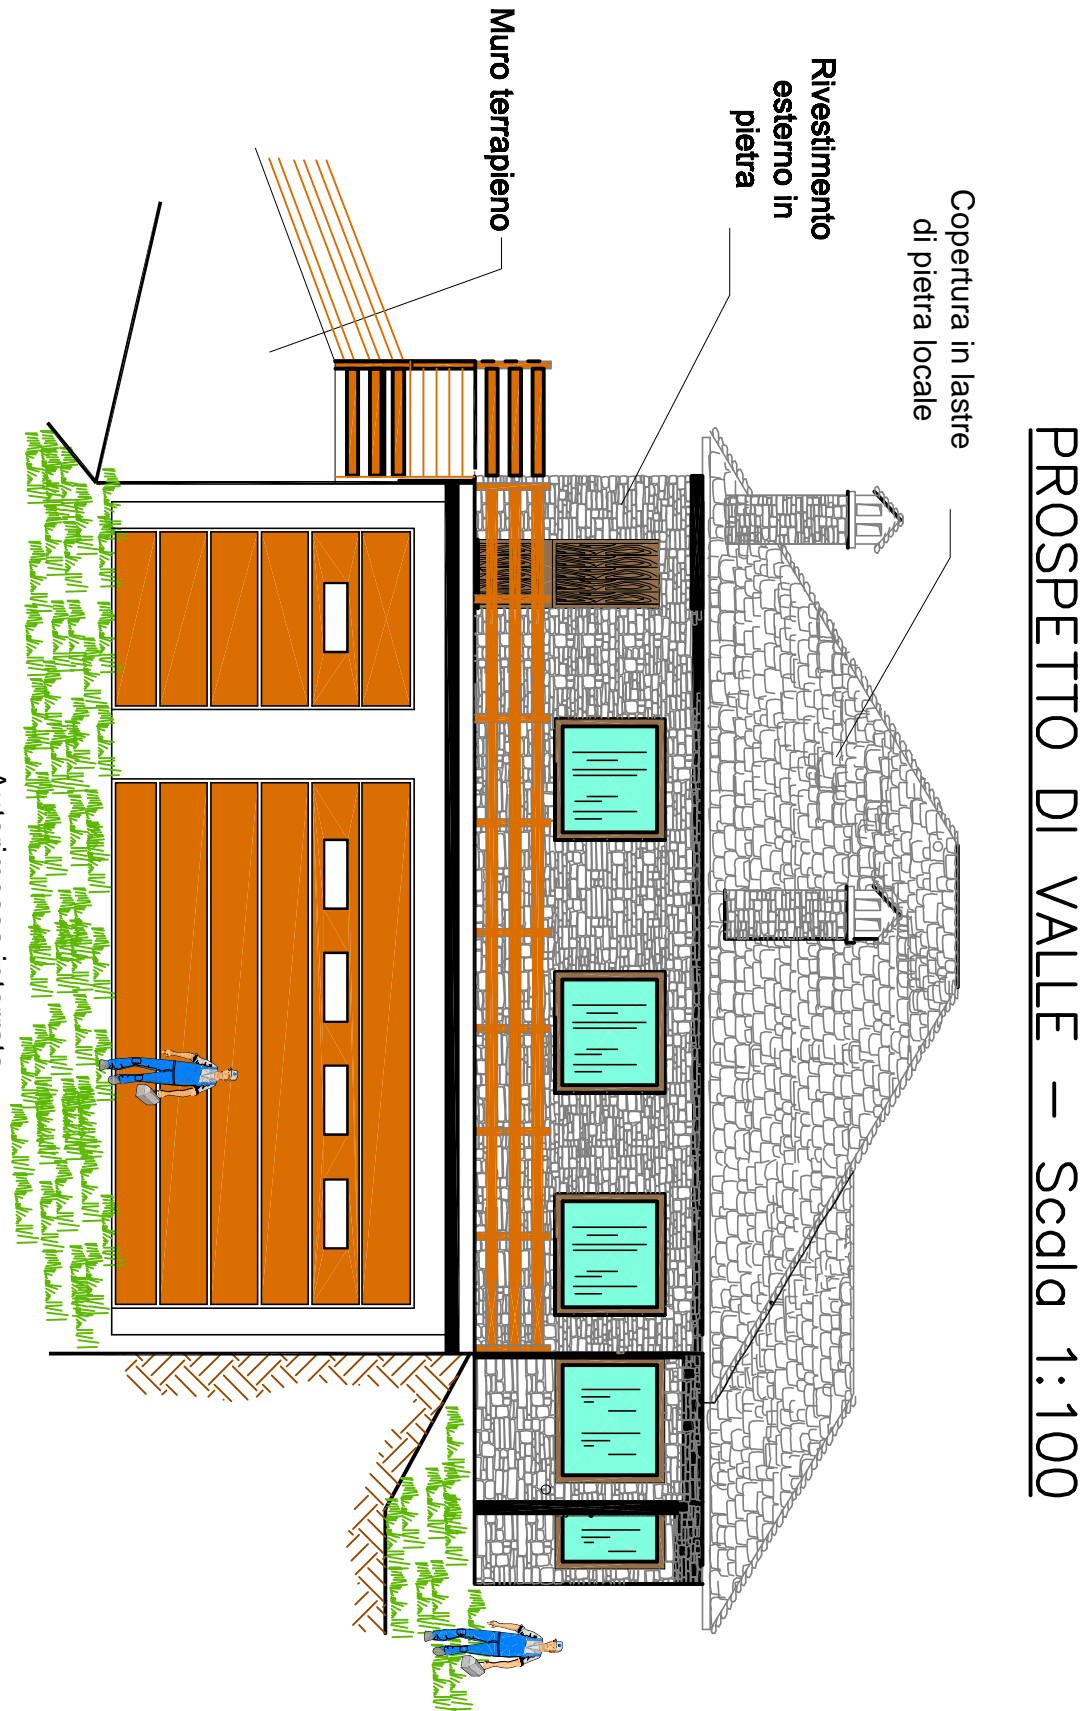 PROSPETTO DI VALLE - Scala 1:100
Copertura in lastre
di pietra locale
Rivestimento
esterno in
pietra
Muro terrapieno